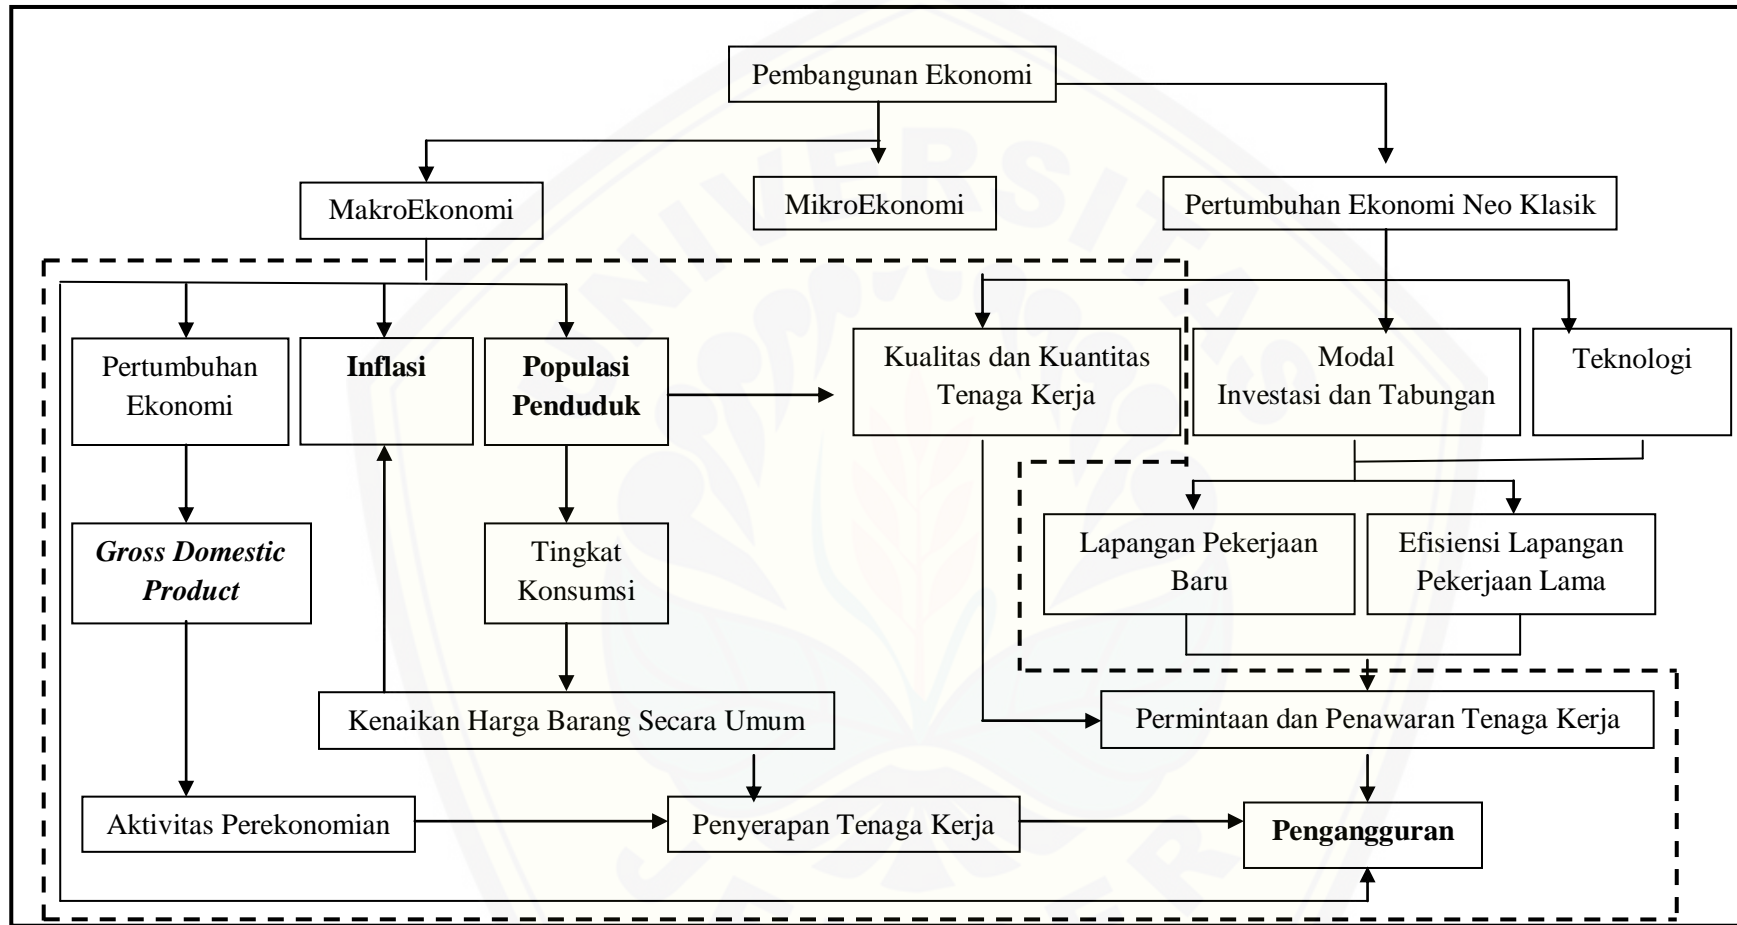 Pembangunan Ekonomi
MakroEkonomi
MikroEkonomi
Pertumbuhan Ekonomi Neo Klasik
Pertumbuhan
Ekonomi
Inflasi
Populasi
Penduduk
Kualitas dan Kuantitas
Tenaga Kerja
Modal
Investasi dan Tabungan
Teknologi
Gross Domestic
Product
Tingkat
Konsumsi
Lapangan Pekerjaan
Baru
Efisiensi Lapangan
Pekerjaan Lama
Kenaikan Harga Barang Secara Umum
Permintaan dan Penawaran Tenaga Kerja
Aktivitas Perekonomian
Penyerapan Tenaga Kerja
Pengangguran
UNIVERSITAS